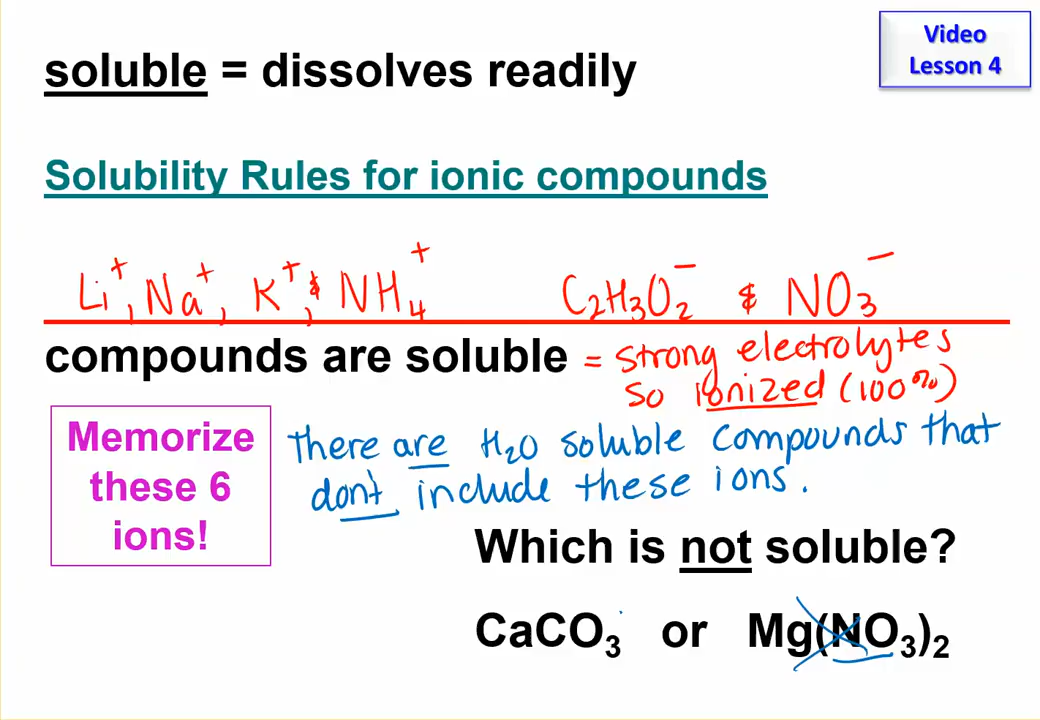 Video
Lesson 4
soluble = dissolves readily
Solubility Rules for ionic compounds
Li⁺, Na⁺, K⁺, & NH₄⁺ C₂H₃O₂⁻ & NO₃⁻
compounds are soluble = strong electrolytes
so ionized (100%)
Memorize
these 6
ions!
there are H₂O soluble compounds that
don't include these ions.
Which is not soluble?
CaCO₃ or Mg(NO₃)₂